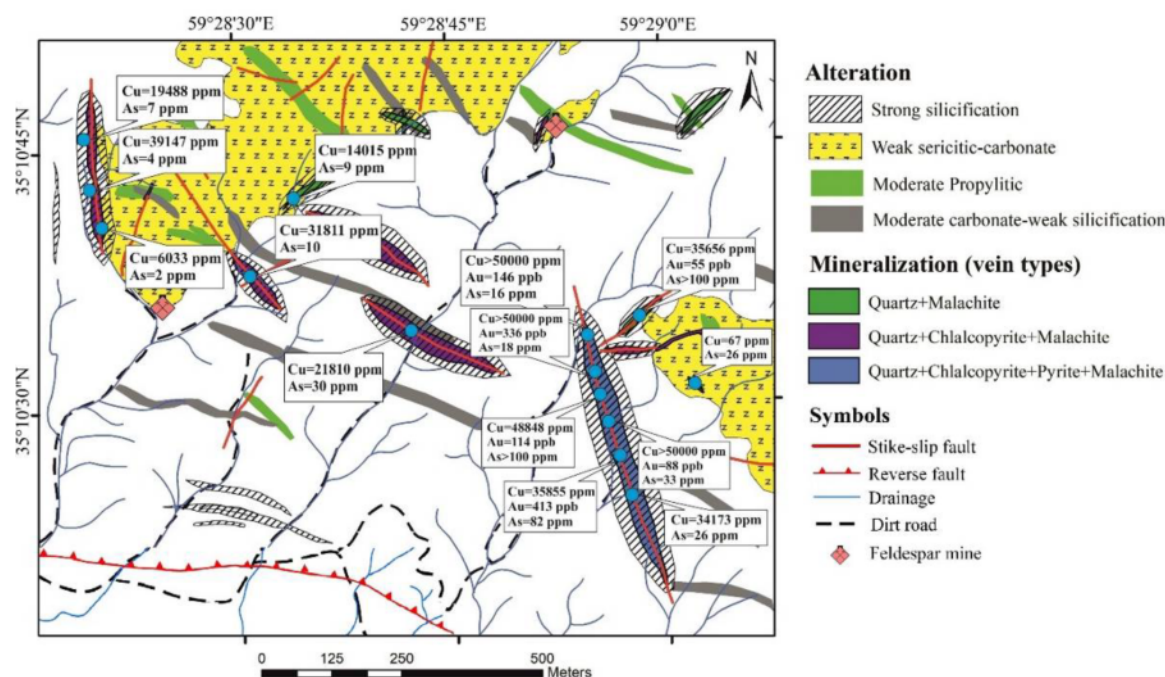 59°28'30"E
59°28'45"E
59°29'0"E
35°10'45"N
35°10'30"N
N
Cu=19488 ppm
As=7 ppm
Cu=39147 ppm
As=4 ppm
Cu=14015 ppm
As=9 ppm
Cu=31811 ppm
As=10
Cu=6033 ppm
As=2 ppm
Cu>50000 ppm
Au=146 ppb
As=16 ppm
Cu=35656 ppm
Au=55 ppb
As>100 ppm
Cu>50000 ppm
Au=336 ppb
As=18 ppm
Cu=67 ppm
As=26 ppm
Cu=21810 ppm
As=30 ppm
Cu=48848 ppm
Au=114 ppb
As>100 ppm
Cu>50000 ppm
Au=88 ppb
As=33 ppm
Cu=35855 ppm
Au=413 ppb
As=82 ppm
Cu=34173 ppm
As=26 ppm
0 125 250 500
Meters
Alteration
Strong silicification
Weak sericitic-carbonate
Moderate Propylitic
Moderate carbonate-weak silicification
Mineralization (vein types)
Quartz+Malachite
Quartz+Chlalcopyrite+Malachite
Quartz+Chlalcopyrite+Pyrite+Malachite
Symbols
Stike-slip fault
Reverse fault
Drainage
Dirt road
Feldespar mine